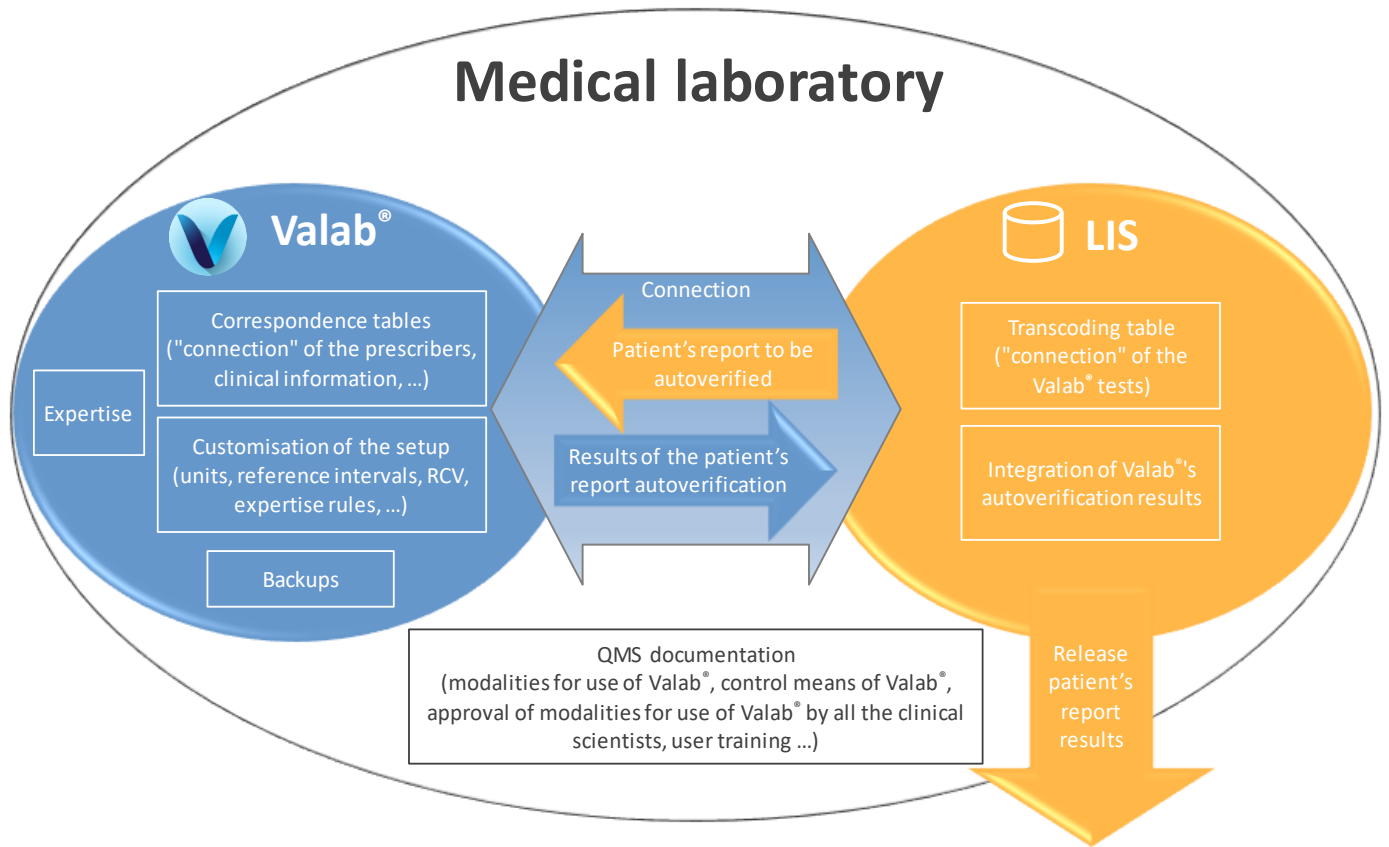 Medical laboratory
Valab®
Correspondence tables
("connection" of the prescribers,
clinical information, ...)
Expertise
Customisation of the setup
(units, reference intervals, RCV,
expertise rules, ...)
Backups
Connection
Patient's report to be
autoverified
Results of the patient's
report autoverification
LIS
Transcoding table
("connection" of the
Valab® tests)
Integration of Valab®'s
autoverification results
QMS documentation
(modalities for use of Valab®, control means of Valab®,
approval of modalities for use of Valab® by all the clinical
scientists, user training ...)
Release
patient's
report
results